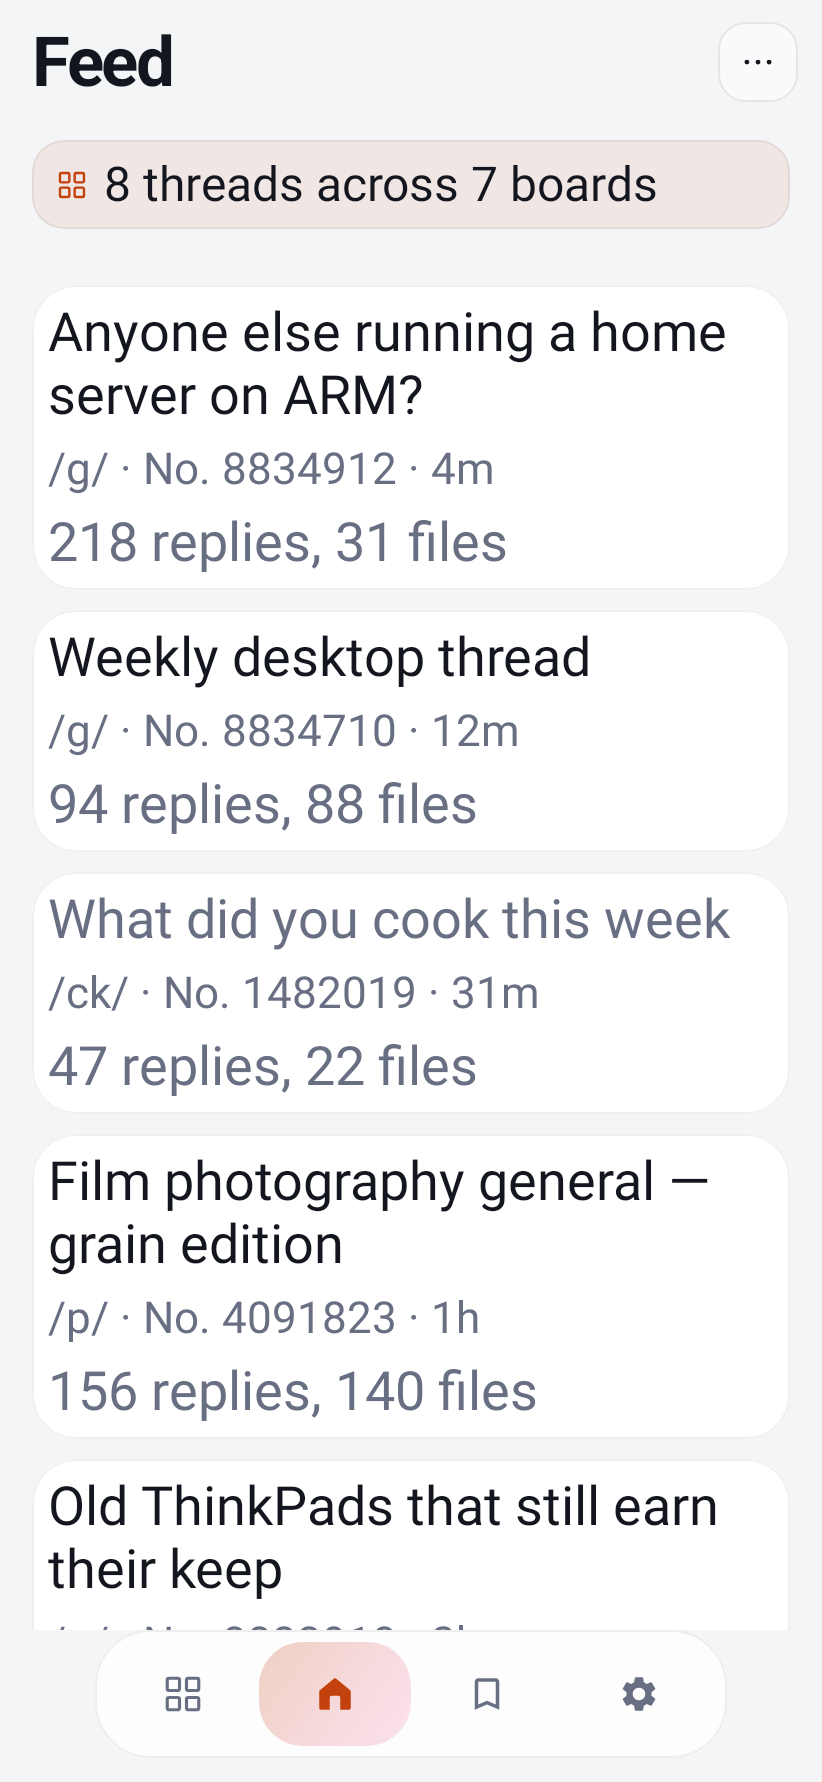 Feed
8 threads across 7 boards
Anyone else running a home
server on ARM?
/g/ · No. 8834912 · 4m
218 replies, 31 files
Weekly desktop thread
/g/ · No. 8834710 · 12m
94 replies, 88 files
What did you cook this week
/ck/ · No. 1482019 · 31m
47 replies, 22 files
Film photography general —
grain edition
/p/ · No. 4091823 · 1h
156 replies, 140 files
Old ThinkPads that still earn
their keep